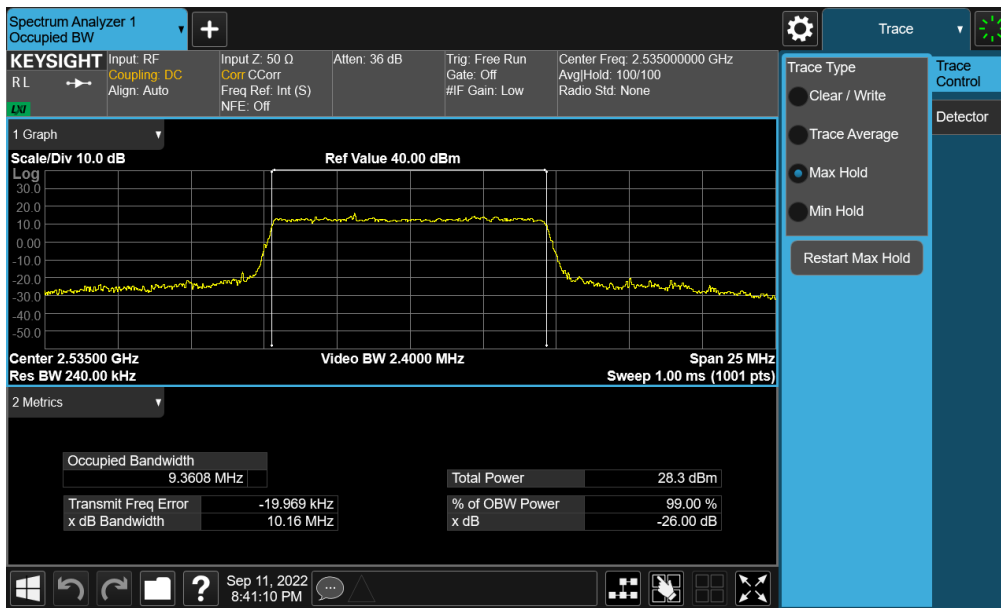 Spectrum Analyzer 1
Occupied BW
+
Trace
KEYSIGHT
R L
LXI
Input: RF
Coupling: DC
Align: Auto
Input Z: 50 Ω
Corr CCorr
Freq Ref: Int (S)
NFE: Off
Atten: 36 dB
Trig: Free Run
Gate: Off
#IF Gain: Low
Center Freq: 2.535000000 GHz
Avg|Hold: 100/100
Radio Std: None
Trace Type
Clear / Write
Trace Average
Max Hold
Min Hold
Restart Max Hold
Trace
Control
Detector
1 Graph
Scale/Div 10.0 dB
Ref Value 40.00 dBm
Log
30.0
20.0
10.0
0.00
-10.0
-20.0
-30.0
-40.0
-50.0
Center 2.53500 GHz
Video BW 2.4000 MHz
Span 25 MHz
Res BW 240.00 kHz
Sweep 1.00 ms (1001 pts)
2 Metrics
Occupied Bandwidth
9.3608 MHz
Total Power 28.3 dBm
Transmit Freq Error -19.969 kHz
% of OBW Power 99.00 %
x dB Bandwidth 10.16 MHz
x dB -26.00 dB
?
Sep 11, 2022
8:41:10 PM